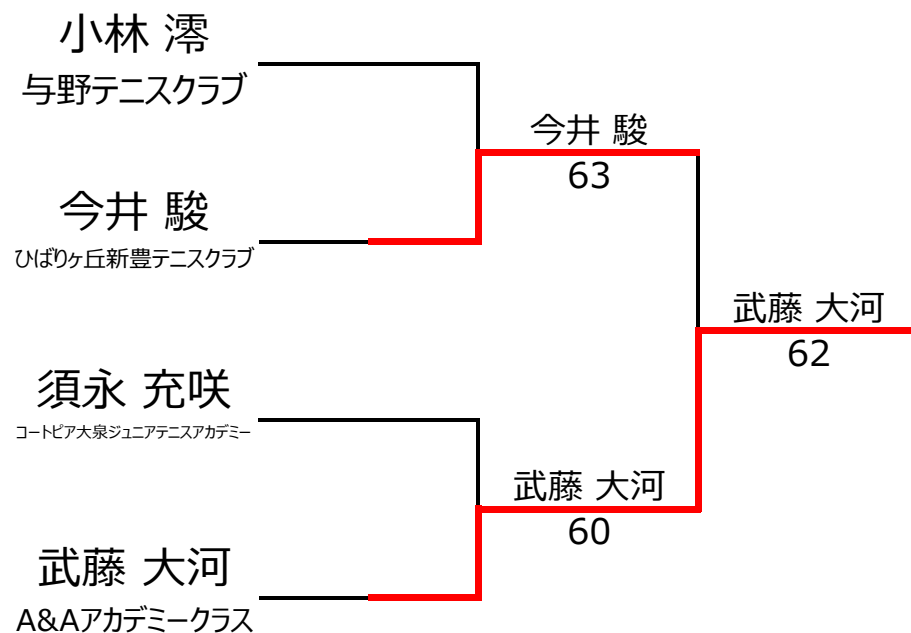 小林 澪
与野テニスクラブ
今井 駿
63
今井 駿
ひばりヶ丘新豊テニスクラブ
武藤 大河
62
須永 充咲
コートピア大泉ジュニアテニスアカデミー
武藤 大河
60
武藤 大河
A&Aアカデミークラス